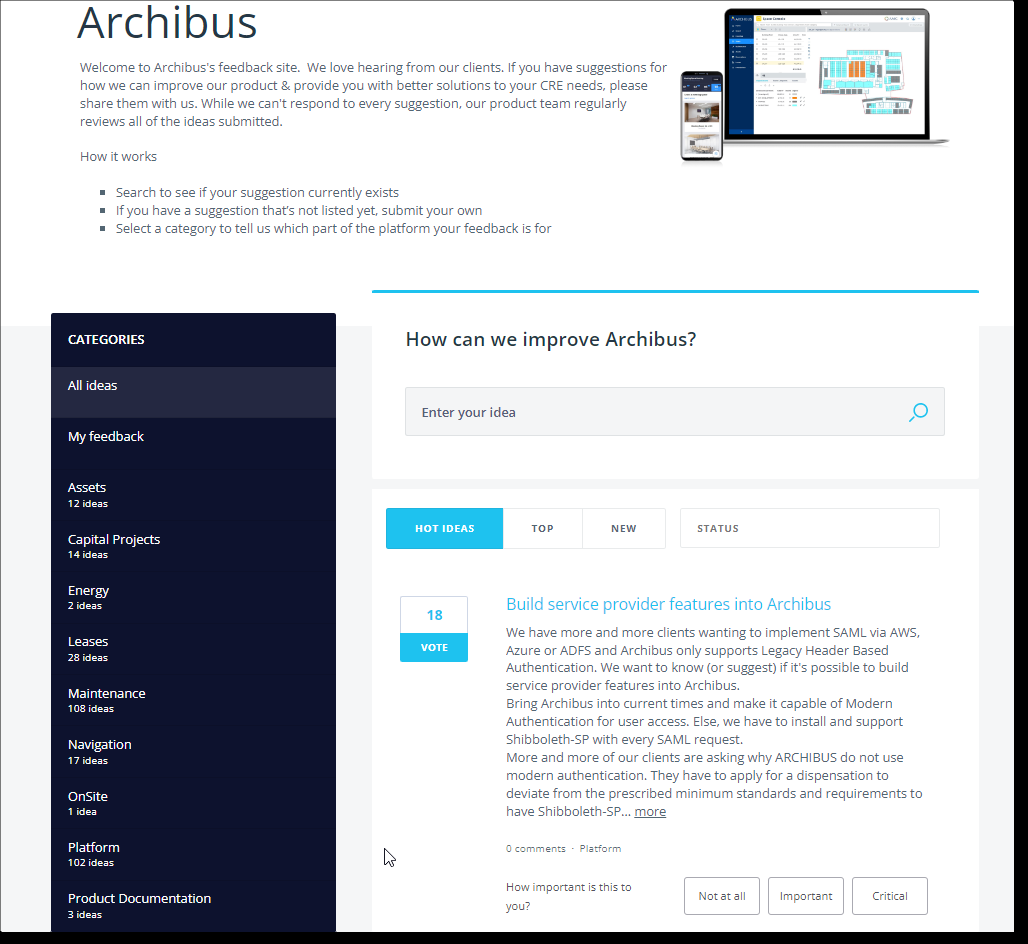 Archibus
Welcome to Archibus's feedback site.  We love hearing from our clients. If you have suggestions for
how we can improve our product & provide you with better solutions to your CRE needs, please
share them with us. While we can't respond to every suggestion, our product team regularly
reviews all of the ideas submitted.
How it works
Search to see if your suggestion currently exists
If you have a suggestion that's not listed yet, submit your own
Select a category to tell us which part of the platform your feedback is for
CATEGORIES
All ideas
My feedback
Assets
12 ideas
Capital Projects
14 ideas
Energy
2 ideas
Leases
28 ideas
Maintenance
108 ideas
Navigation
17 ideas
OnSite
1 idea
Platform
102 ideas
Product Documentation
3 ideas
How can we improve Archibus?
Enter your idea
HOT IDEAS
TOP
NEW
STATUS
18
VOTE
Build service provider features into Archibus
We have more and more clients wanting to implement SAML via AWS,
Azure or ADFS and Archibus only supports Legacy Header Based
Authentication. We want to know (or suggest) if it's possible to build
service provider features into Archibus.
Bring Archibus into current times and make it capable of Modern
Authentication for user access. Else, we have to install and support
Shibboleth-SP with every SAML request.
More and more of our clients are asking why ARCHIBUS do not use
modern authentication. They have to apply for a dispensation to
deviate from the prescribed minimum standards and requirements to
have Shibboleth-SP… more
0 comments · Platform
How important is this to
you?
Not at all
Important
Critical